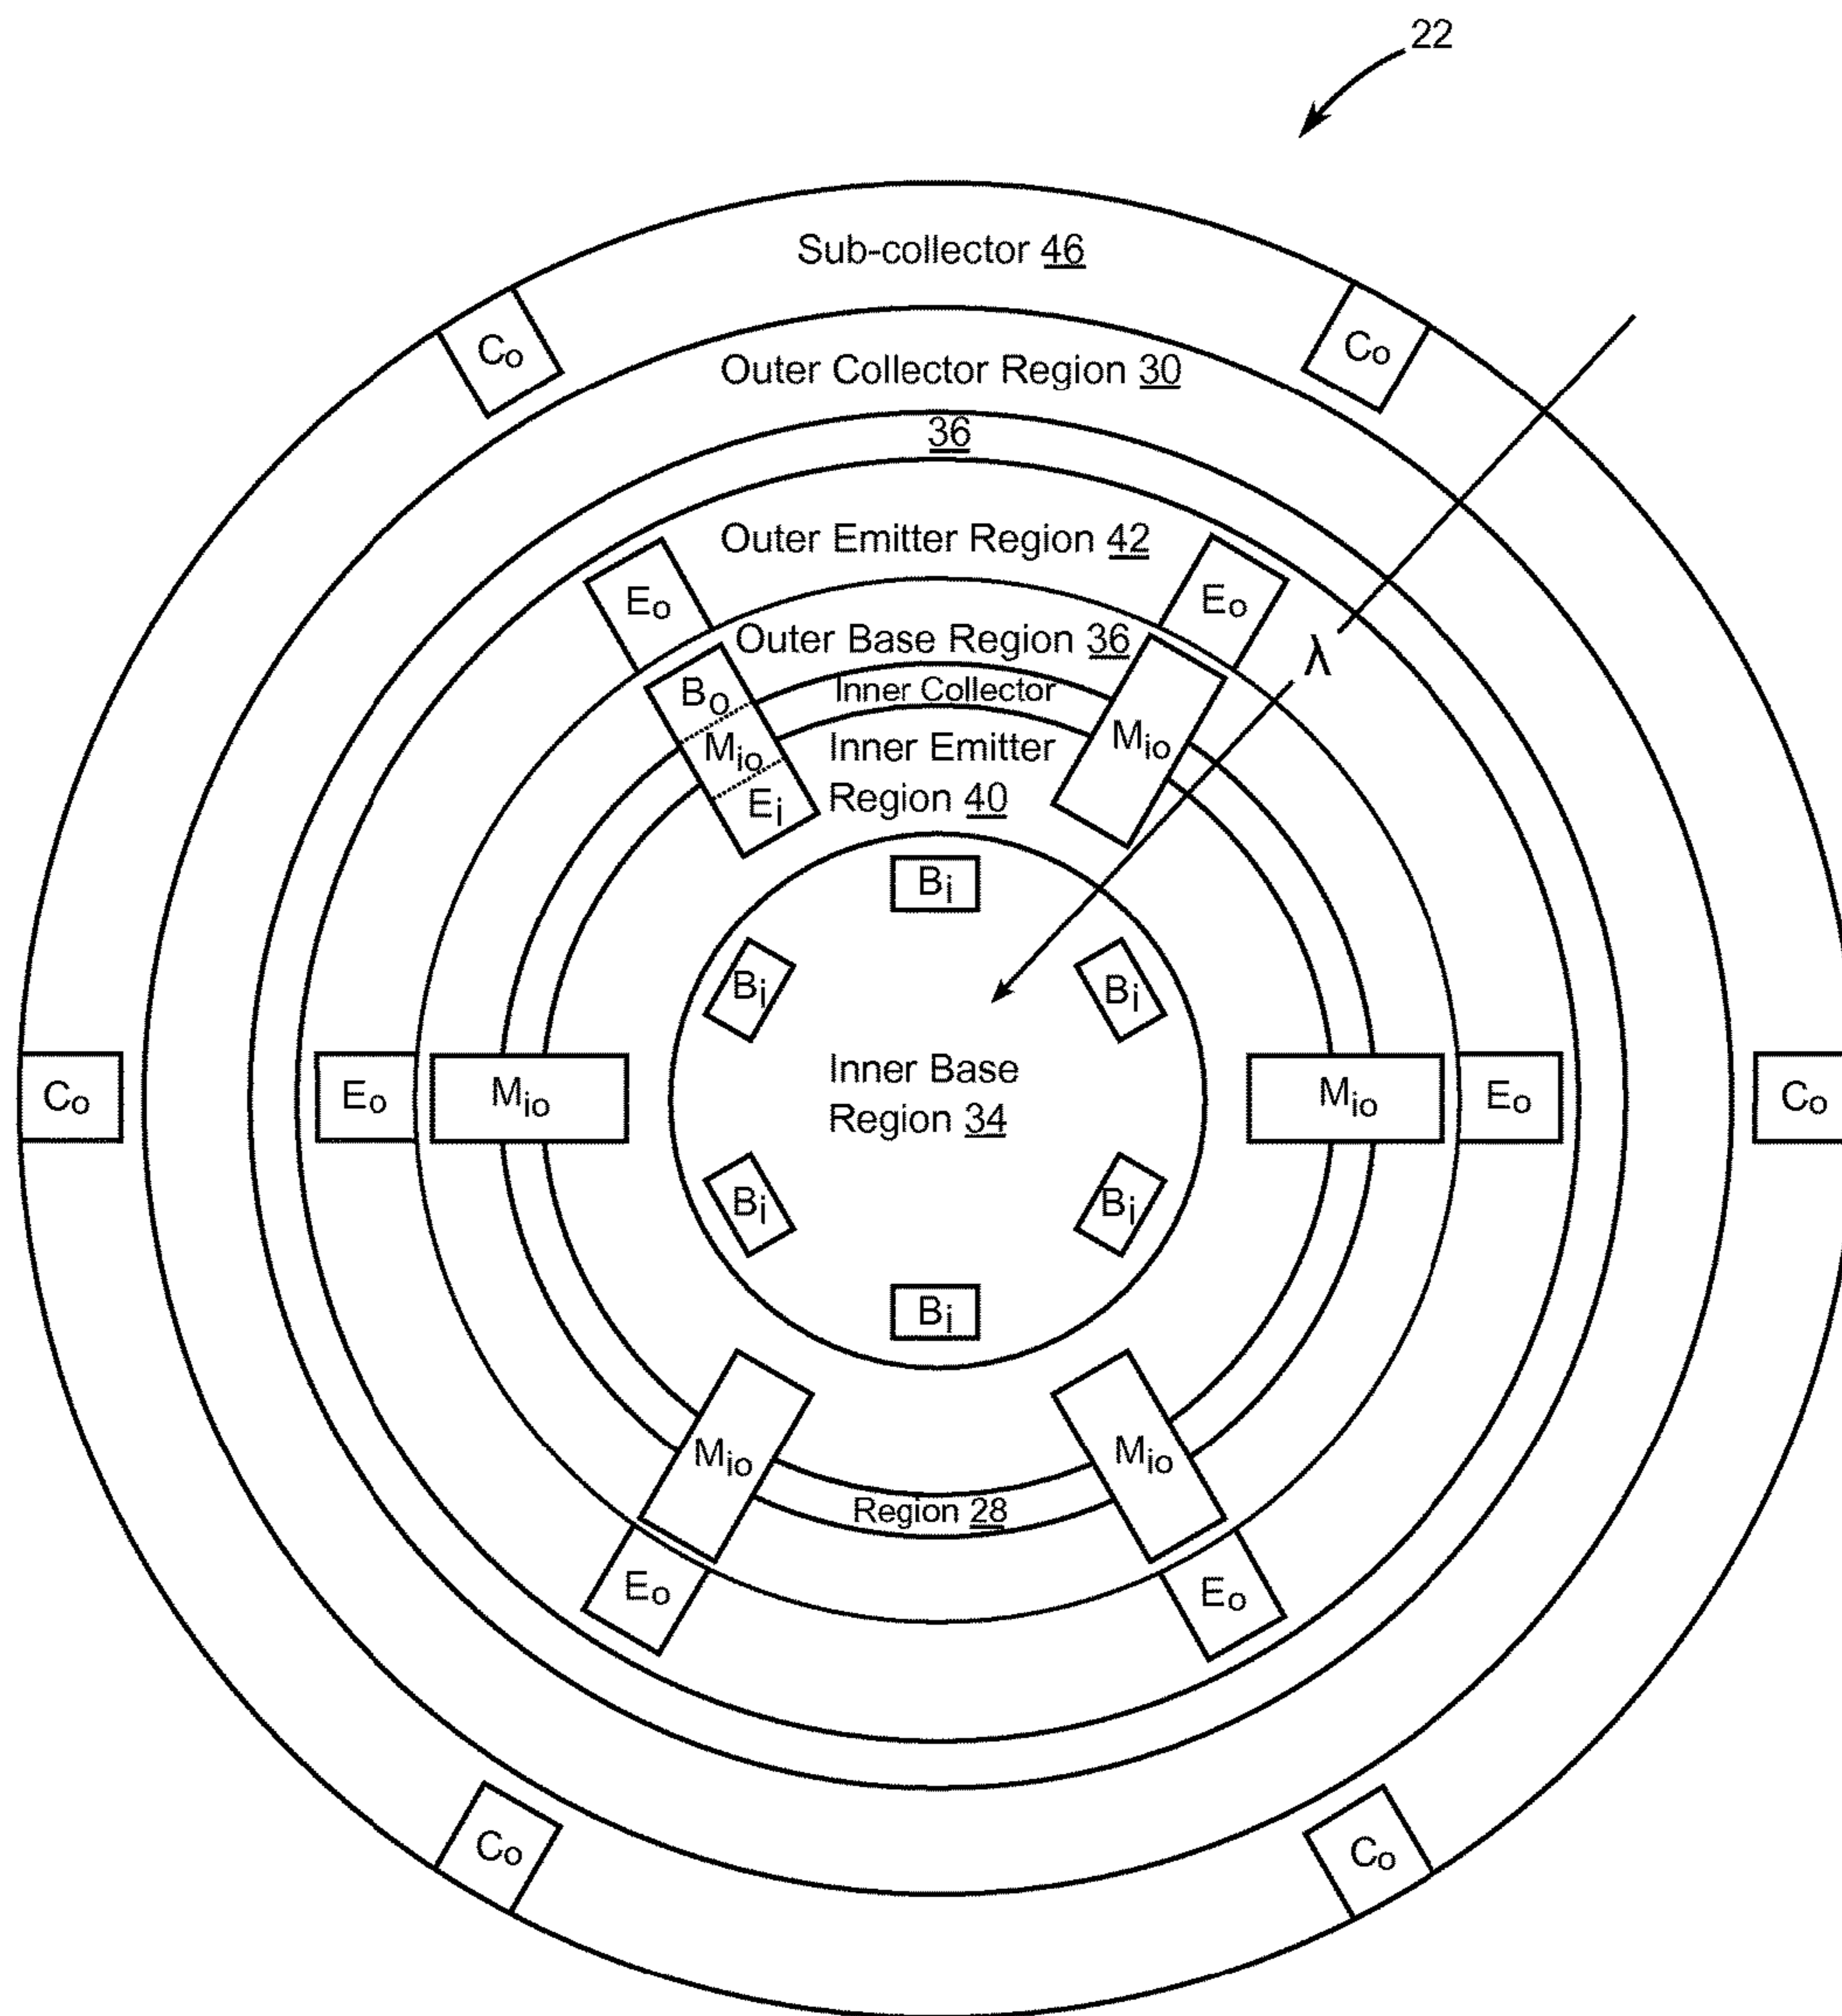 22
Sub-collector 46
Co Co
Outer Collector Region 30
36
Outer Emitter Region 42
Eo Eo
Outer Base Region 36
λ
Bo
Inner Collector
Mio Mio
Inner Emitter
Region 40
Ei
Bi
Bi Bi
Inner Base
Region 34
Co Eo Mio Mio Eo Co
Bi Bi
Bi
Mio Mio
Region 28
Eo Eo
Co Co